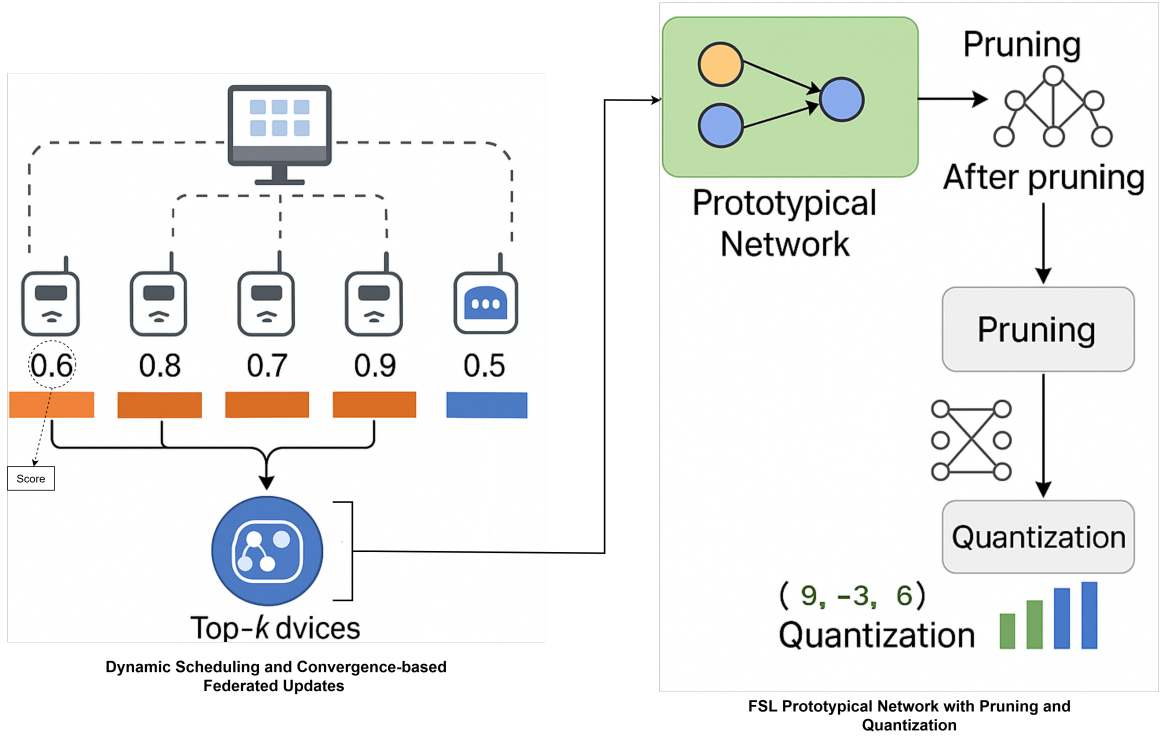 0.6
0.8
0.7
0.9
0.5
Score
Top-k dvices
Dynamic Scheduling and Convergence-based
Federated Updates
Prototypical
Network
Pruning
After pruning
Pruning
Quantization
( 9, −3, 6)
Quantization
FSL Prototypical Network with Pruning and
Quantization